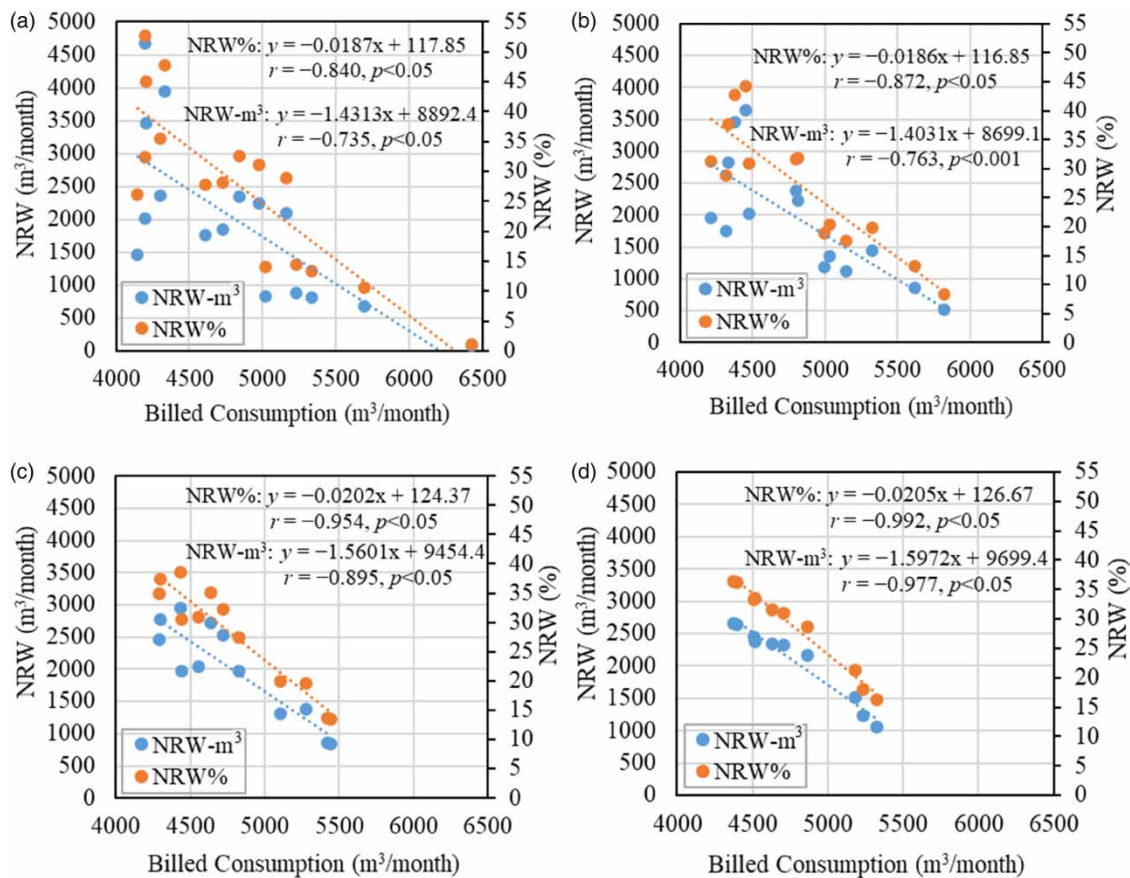 (a)
5000
4500
4000
3500
3000
2500
2000
1500
1000
500
0
NRW (m³/month)
55
50
45
40
35
30
25
20
15
10
5
0
NRW (%)
NRW%: y = −0.0187x + 117.85
r = −0.840, p<0.05
NRW-m³: y = −1.4313x + 8892.4
r = −0.735, p<0.05
NRW-m³
NRW%
4000 4500 5000 5500 6000 6500
Billed Consumption (m³/month)
(b)
5000
4500
4000
3500
3000
2500
2000
1500
1000
500
0
NRW (m³/month)
55
50
45
40
35
30
25
20
15
10
5
0
NRW (%)
NRW%: y = −0.0186x + 116.85
r = −0.872, p<0.05
NRW-m³: y = −1.4031x + 8699.1
r = −0.763, p<0.001
NRW-m³
NRW%
4000 4500 5000 5500 6000 6500
Billed Consumption (m³/month)
(c)
5000
4500
4000
3500
3000
2500
2000
1500
1000
500
0
NRW (m³/month)
55
50
45
40
35
30
25
20
15
10
5
0
NRW (%)
NRW%: y = −0.0202x + 124.37
r = −0.954, p<0.05
NRW-m³: y = −1.5601x + 9454.4
r = −0.895, p<0.05
NRW-m³
NRW%
4000 4500 5000 5500 6000 6500
Billed Consumption (m³/month)
(d)
5000
4500
4000
3500
3000
2500
2000
1500
1000
500
0
NRW (m³/month)
55
50
45
40
35
30
25
20
15
10
5
0
NRW (%)
NRW%: y = −0.0205x + 126.67
r = −0.992, p<0.05
NRW-m³: y = −1.5972x + 9699.4
r = −0.977, p<0.05
NRW-m³
NRW%
4000 4500 5000 5500 6000 6500
Billed Consumption (m³/month)